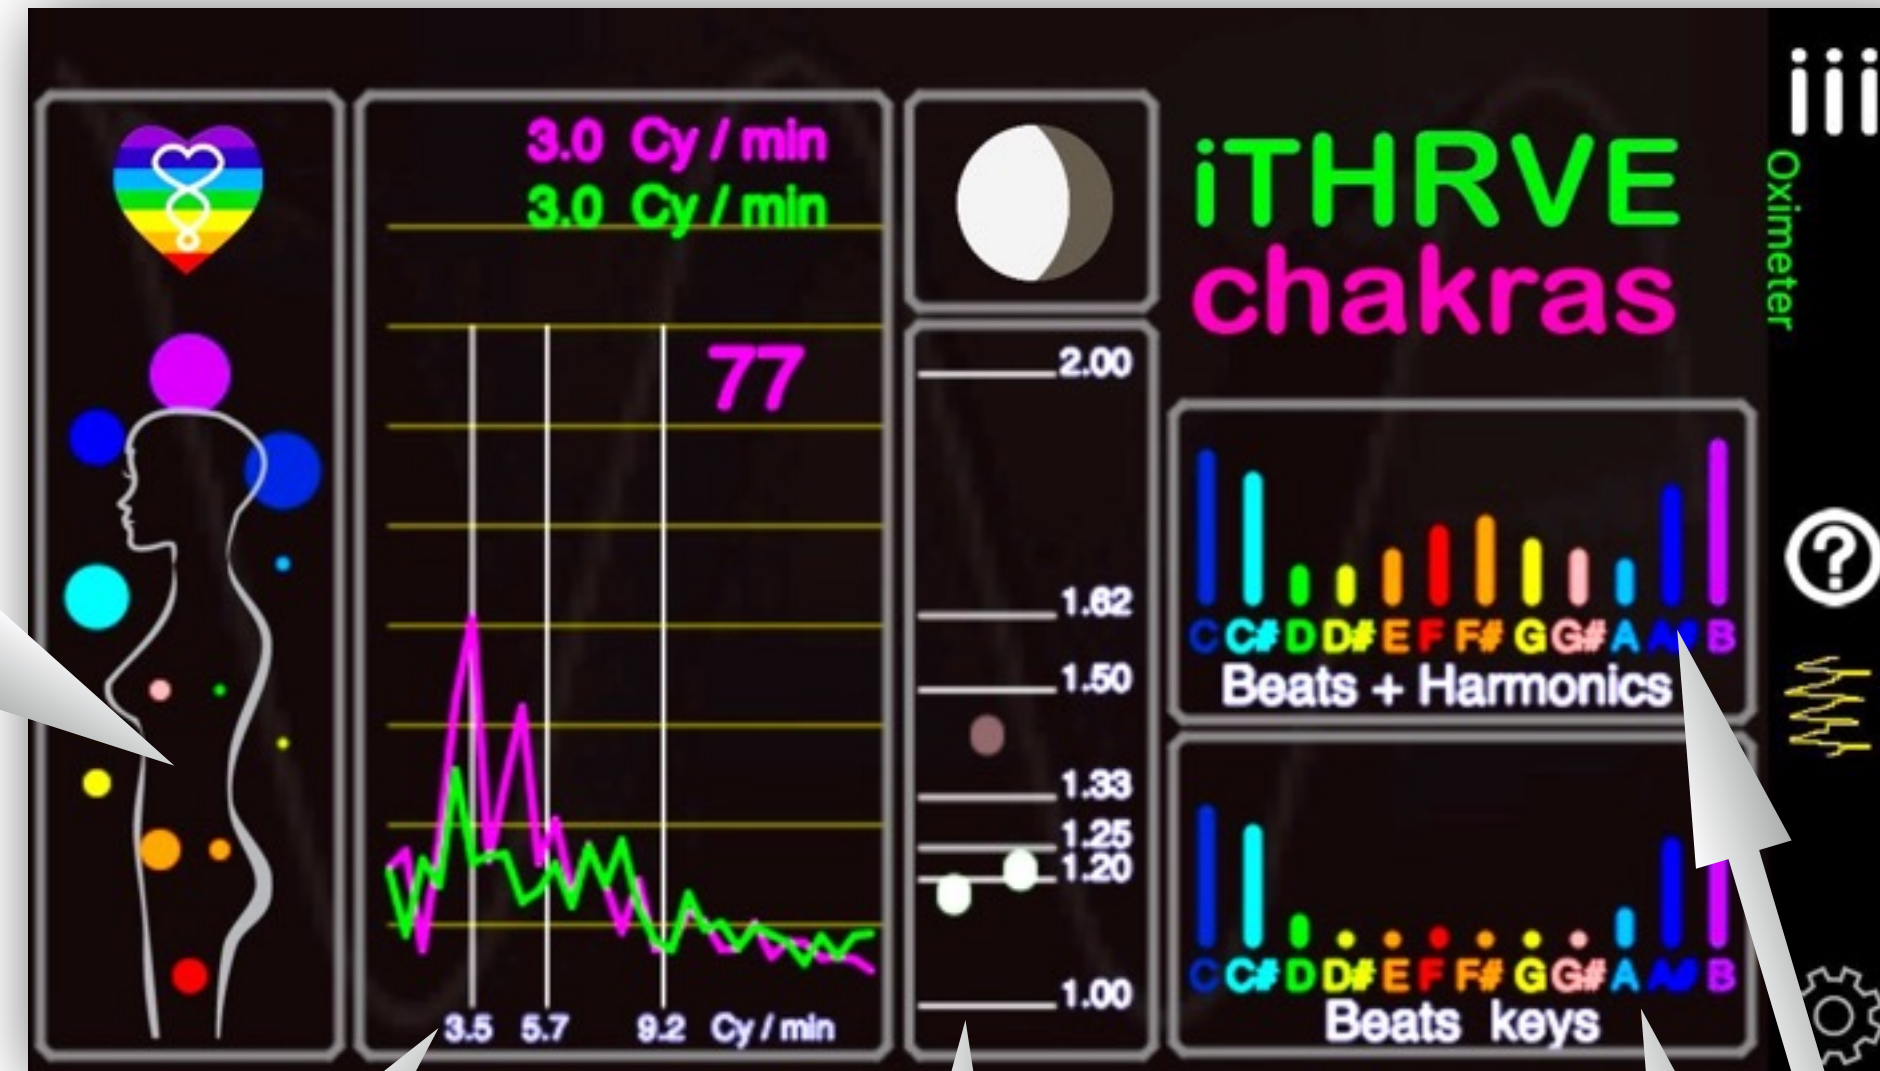 3.0 Cy / min
3.0 Cy / min
77
3.5 5.7 9.2 Cy / min
2.00
1.62
1.50
1.33
1.25
1.20
1.00
iTHRVE
chakras
C C# D D# E F F# G G# A A# B
Beats + Harmonics
C C# D D# E F F# G G# A A# B
Beats keys
iii
Oximeter
?